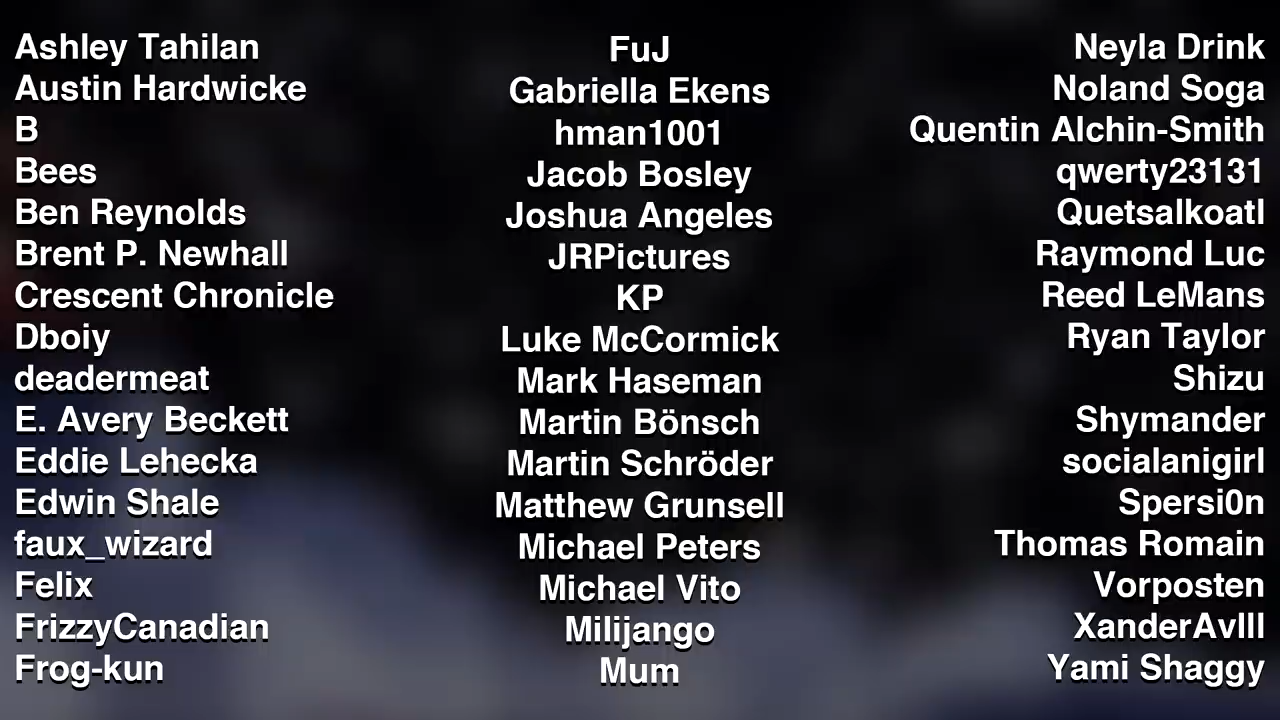 Ashley Tahilan
Austin Hardwicke
B
Bees
Ben Reynolds
Brent P. Newhall
Crescent Chronicle
Dboiy
deadermeat
E. Avery Beckett
Eddie Lehecka
Edwin Shale
faux_wizard
Felix
FrizzyCanadian
Frog-kun
FuJ
Gabriella Ekens
hman1001
Jacob Bosley
Joshua Angeles
JRPictures
KP
Luke McCormick
Mark Haseman
Martin Bönsch
Martin Schröder
Matthew Grunsell
Michael Peters
Michael Vito
Milijango
Mum
Neyla Drink
Noland Soga
Quentin Alchin-Smith
qwerty23131
Quetsalkoatl
Raymond Luc
Reed LeMans
Ryan Taylor
Shizu
Shymander
socialanigirl
Spersi0n
Thomas Romain
Vorposten
XanderAvIII
Yami Shaggy